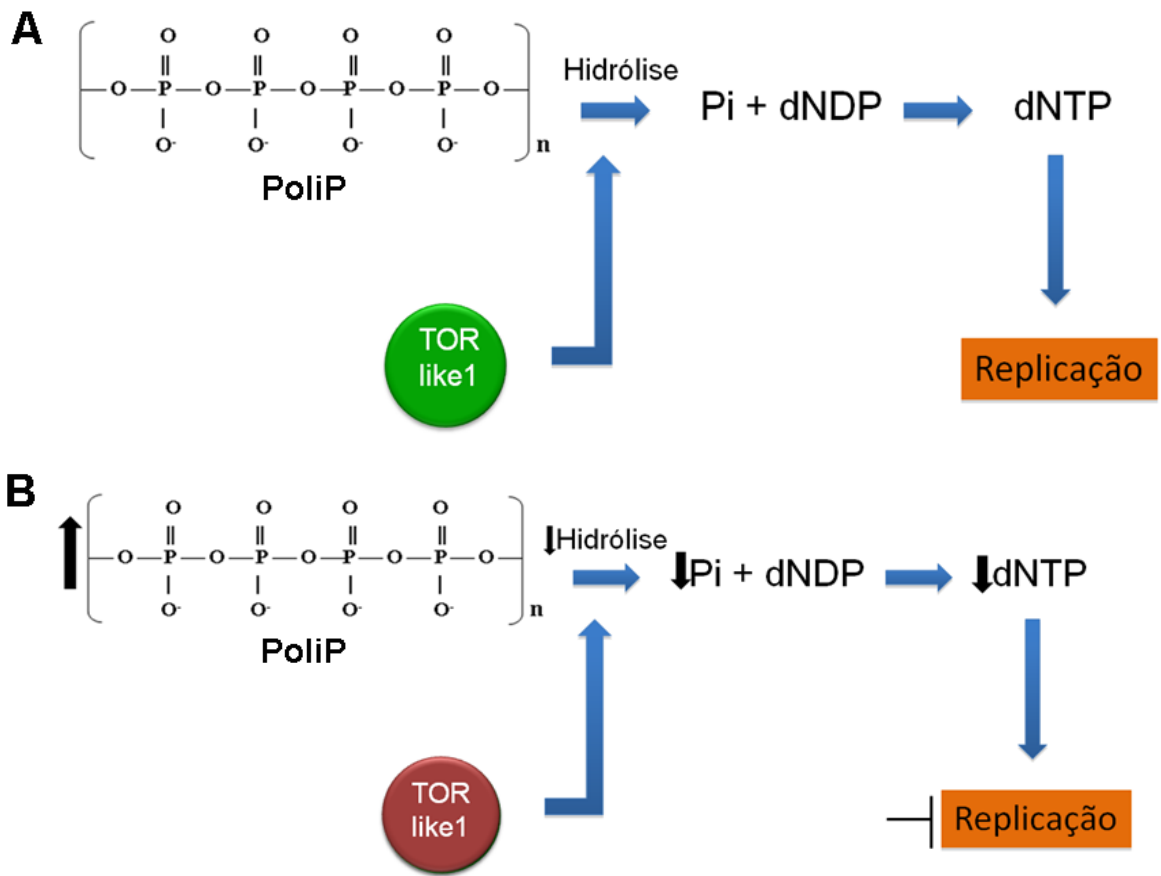 A
O O O O
O P O P O P O P O
O- O- O- O- n
PoliP
Hidrólise
Pi + dNDP
dNTP
TOR
like1
Replicação
B
O O O O
O P O P O P O P O
O- O- O- O- n
PoliP
Hidrólise
Pi + dNDP
dNTP
TOR
like1
Replicação